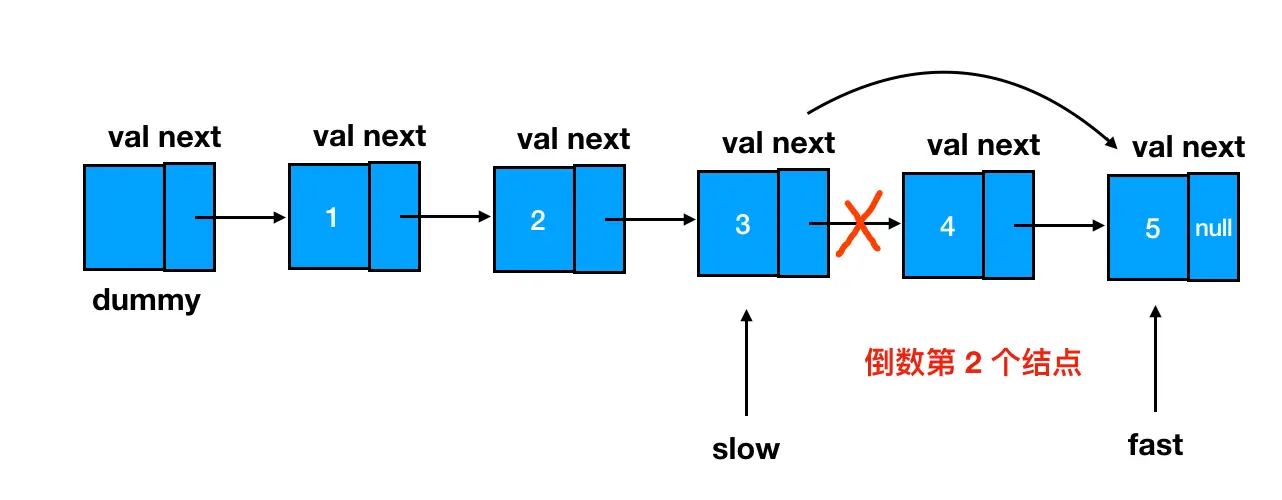 val next
val next
val next
val next
val next
val next
1
2
3
4
5
null
dummy
倒数第 2 个结点
slow
fast